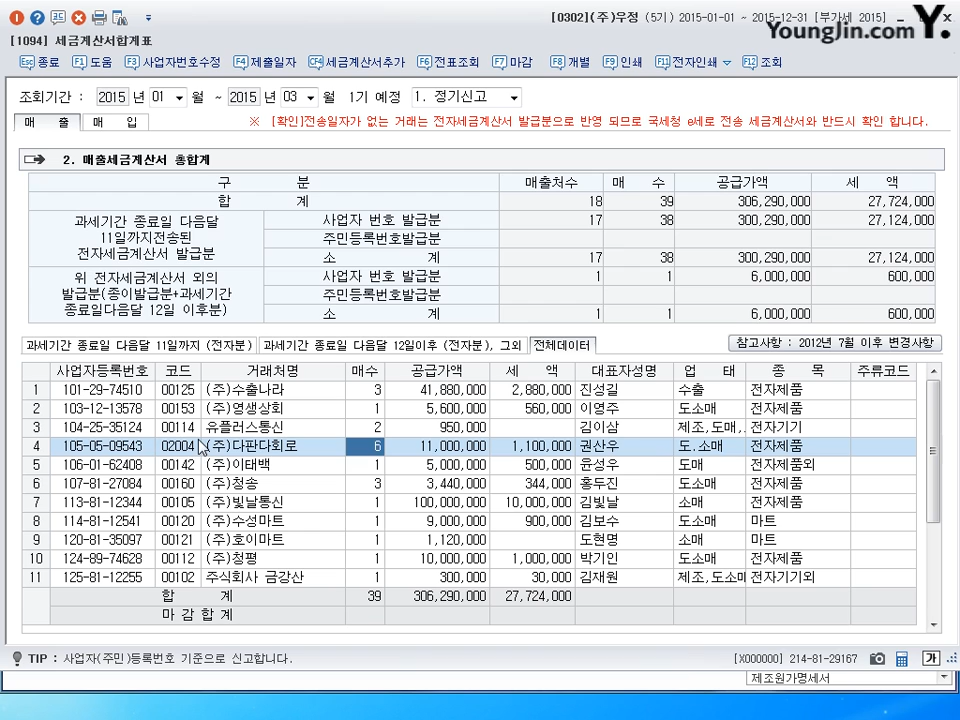 [0302](주)우정 (5기) 2015-01-01 ~ 2015-12-31 [부가세 2015]
YoungJin.com Y.
[1094] 세금계산서합계표
Esc종료 F1도움 F3사업자번호수정 F4제출일자 CF4세금계산서추가 F6전표조회 F7마감 F8개별 F9인쇄 F11전자인쇄 F12조회
조회기간 : 2015 년 01 월 ~ 2015 년 03 월 1기 예정 1. 정기신고
매 출 매 입 ※ [확인]전송일자가 없는 거래는 전자세금계산서 발급분으로 반영 되므로 국세청 e세로 전송 세금계산서와 반드시 확인 합니다.
2. 매출세금계산서 총합계
구 분 매출처수 매 수 공급가액 세 액
합 계 18 39 306,290,000 27,724,000
과세기간 종료일 다음달 11일까지전송된 전자세금계산서 발급분 사업자 번호 발급분 17 38 300,290,000 27,124,000
주민등록번호발급분
소 계 17 38 300,290,000 27,124,000
위 전자세금계산서 외의 발급분(종이발급분+과세기간 종료일다음달 12일 이후분) 사업자 번호 발급분 1 1 6,000,000 600,000
주민등록번호발급분
소 계 1 1 6,000,000 600,000
과세기간 종료일 다음달 11일까지 (전자분) 과세기간 종료일 다음달 12일이후 (전자분), 그외 전체데이터 참고사항 : 2012년 7월 이후 변경사항
사업자등록번호 코드 거래처명 매수 공급가액 세 액 대표자성명 업 태 종 목 주류코드
1 101-29-74510 00125 (주)수출나라 3 41,880,000 2,880,000 진성길 수출 전자제품
2 103-12-13578 00153 (주)영생상회 1 5,600,000 560,000 이영주 도소매 전자제품
3 104-25-35124 00114 유플러스통신 2 950,000 김이삼 제조,도매, 전자기기
4 105-05-09543 02004 (주)다판다회로 6 11,000,000 1,100,000 권산우 도.소매 전자제품
5 106-01-62408 00142 (주)이태백 1 5,000,000 500,000 윤성우 도매 전자제품외
6 107-81-27084 00160 (주)청송 3 3,440,000 344,000 홍두진 도소매 전자제품
7 113-81-12344 00105 (주)빛날통신 1 100,000,000 10,000,000 김빛날 소매 전자제품
8 114-81-12541 00120 (주)수성마트 1 9,000,000 900,000 김보수 도소매 마트
9 120-81-35097 00121 (주)호이마트 1 1,120,000 도현명 소매 마트
10 124-89-74628 00112 (주)청평 1 10,000,000 1,000,000 박기인 도소매 전자제품
11 125-81-12255 00102 주식회사 금강산 1 300,000 30,000 김재원 제조,도소매 전자기기외
합 계 39 306,290,000 27,724,000
마 감 합 계
TIP : 사업자(주민)등록번호 기준으로 신고합니다. [X000000] 214-81-29167 가
제조원가명세서